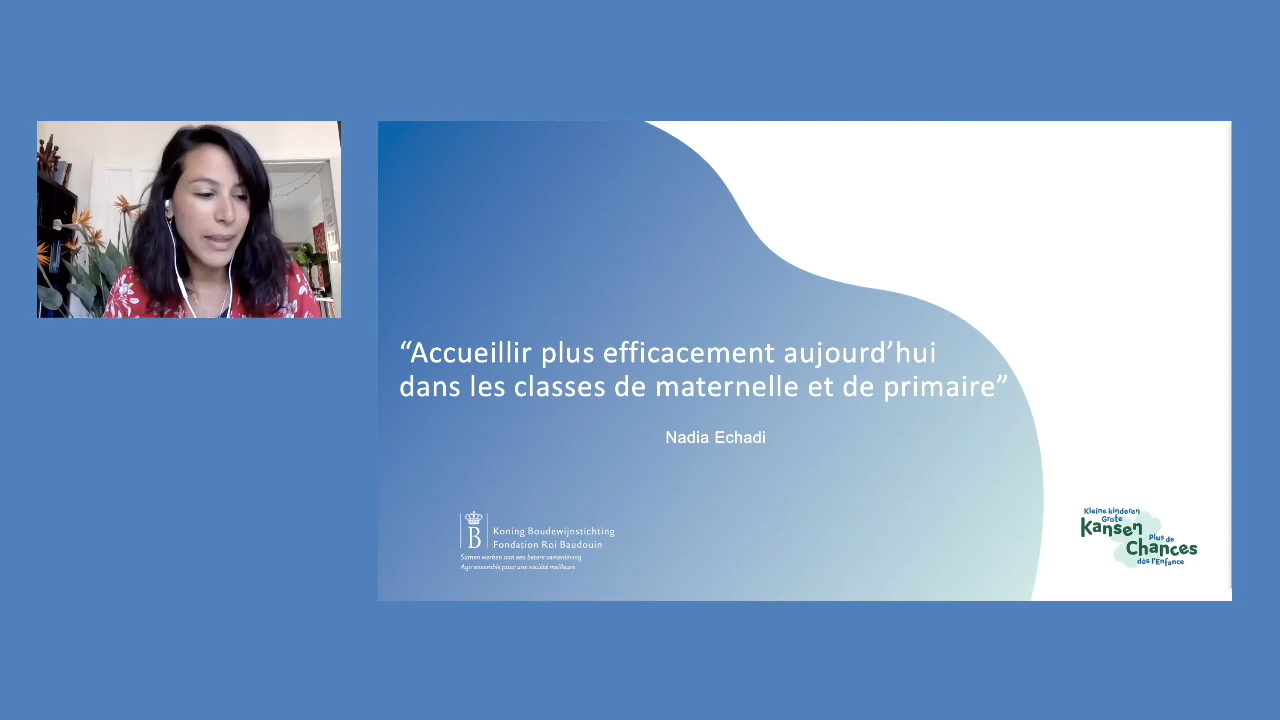 “Accueillir plus efficacement aujourd’hui
dans les classes de maternelle et de primaire”
Nadia Echadi
B
Koning Boudewijnstichting
Fondation Roi Baudouin
Samen werken aan een betere samenleving
Agir ensemble pour une société meilleure
Kleine kinderen
Grote
Kansen
Plus de
Chances
dès l'Enfance